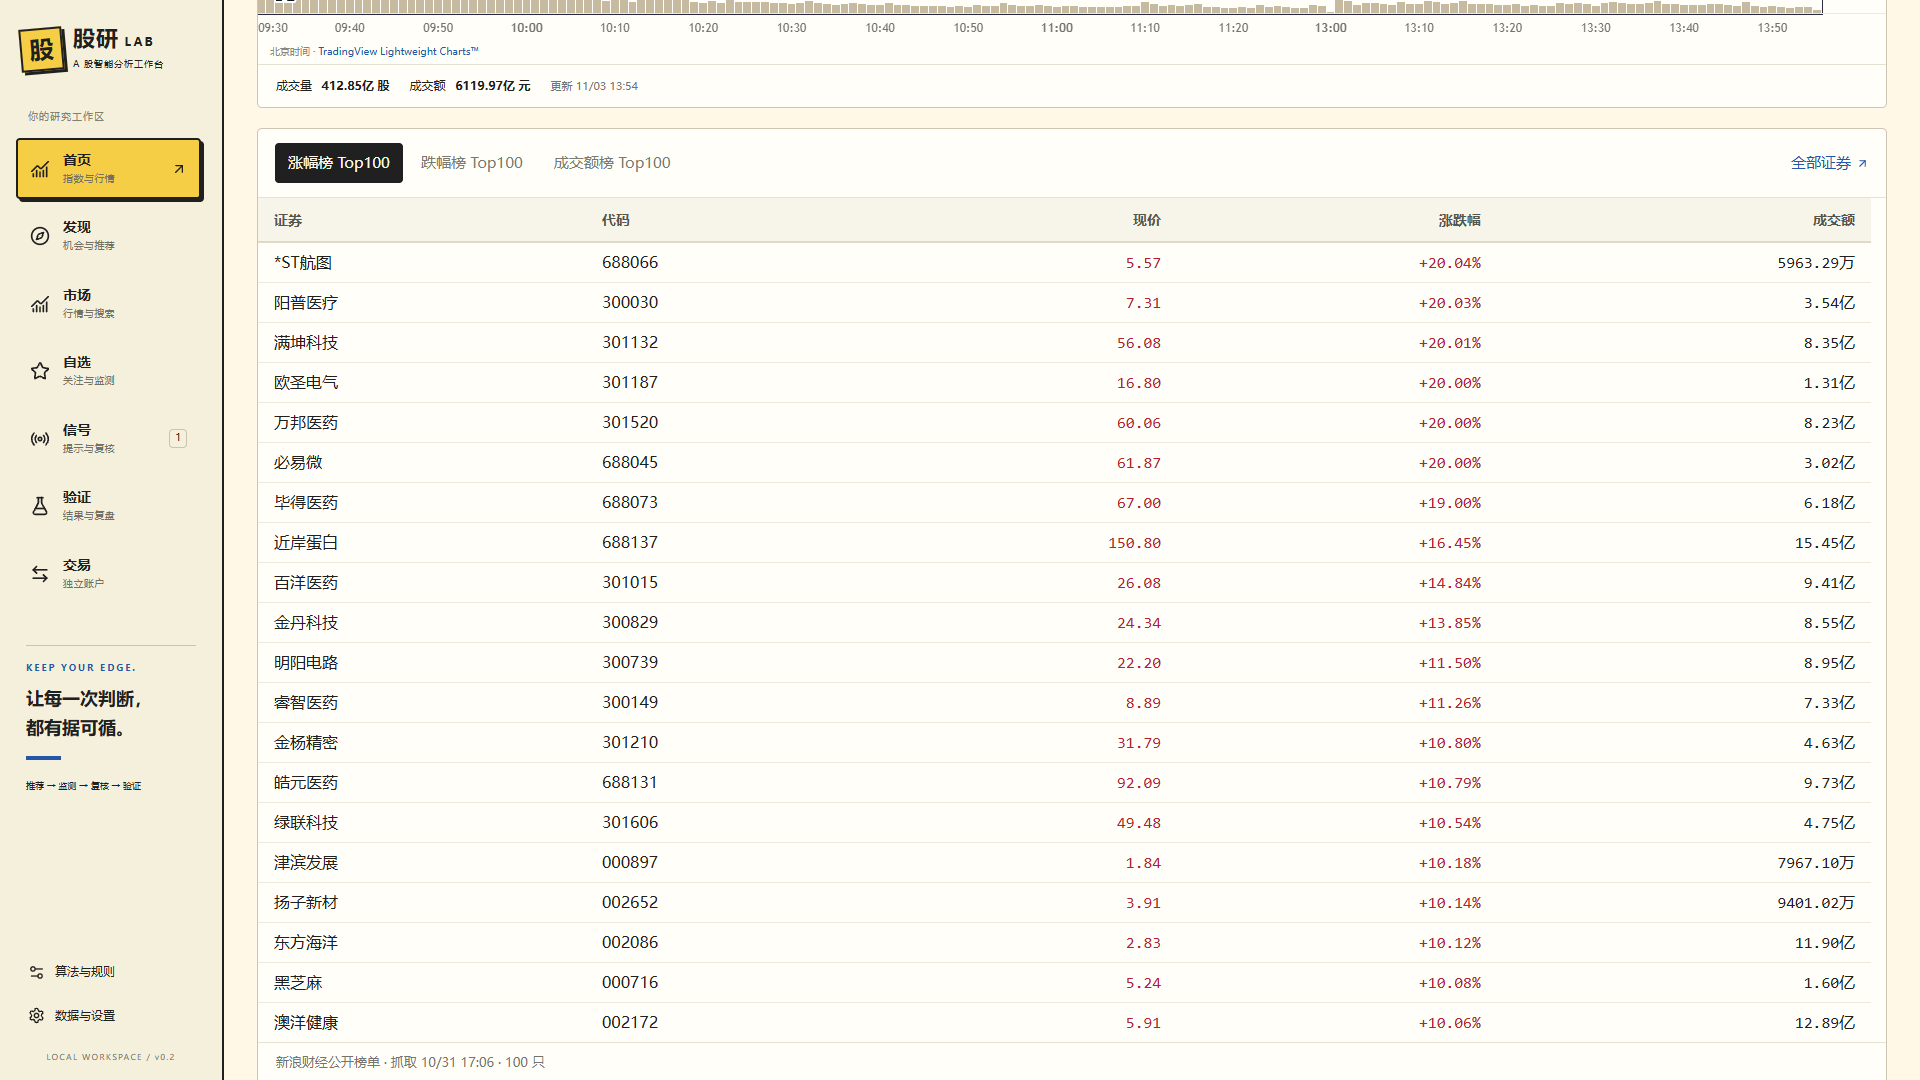 股
股研 LAB
A 股智能分析工作台
你的研究工作区
首页
指数与行情
发现
机会与推荐
市场
行情与搜索
自选
关注与监测
信号
提示与复核
1
验证
结果与复盘
交易
独立账户
KEEP YOUR EDGE.
让每一次判断,
都有据可循。
推荐 → 监测 → 复核 → 验证
算法与规则
数据与设置
LOCAL WORKSPACE / v0.2
09:30 09:40 09:50 10:00 10:10 10:20 10:30 10:40 10:50 11:00 11:10 11:20 13:00 13:10 13:20 13:30 13:40 13:50
北京时间 · TradingView Lightweight Charts™
成交量 412.85亿 股 成交额 6119.97亿 元 更新 11/03 13:54
涨幅榜 Top100 跌幅榜 Top100 成交额榜 Top100 全部证券
证券 代码 现价 涨跌幅 成交额
*ST航图 688066 5.57 +20.04% 5963.29万
阳普医疗 300030 7.31 +20.03% 3.54亿
满坤科技 301132 56.08 +20.01% 8.35亿
欧圣电气 301187 16.80 +20.00% 1.31亿
万邦医药 301520 60.06 +20.00% 8.23亿
必易微 688045 61.87 +20.00% 3.02亿
毕得医药 688073 67.00 +19.00% 6.18亿
近岸蛋白 688137 150.80 +16.45% 15.45亿
百洋医药 301015 26.08 +14.84% 9.41亿
金丹科技 300829 24.34 +13.85% 8.55亿
明阳电路 300739 22.20 +11.50% 8.95亿
睿智医药 300149 8.89 +11.26% 7.33亿
金杨精密 301210 31.79 +10.80% 4.63亿
皓元医药 688131 92.09 +10.79% 9.73亿
绿联科技 301606 49.48 +10.54% 4.75亿
津滨发展 000897 1.84 +10.18% 7967.10万
扬子新材 002652 3.91 +10.14% 9401.02万
东方海洋 002086 2.83 +10.12% 11.90亿
黑芝麻 000716 5.24 +10.08% 1.60亿
澳洋健康 002172 5.91 +10.06% 12.89亿
新浪财经公开榜单 · 抓取 10/31 17:06 · 100 只